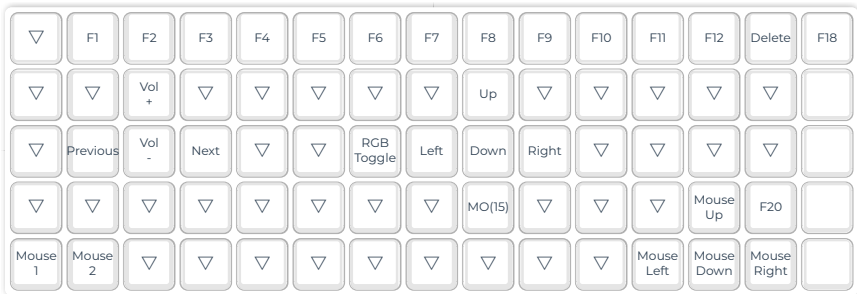 ▽ F1 F2 F3 F4 F5 F6 F7 F8 F9 F10 F11 F12 Delete F18
▽ ▽ Vol + ▽ ▽ ▽ ▽ ▽ Up ▽ ▽ ▽ ▽ ▽
▽ Previous Vol - Next ▽ ▽ RGB Toggle Left Down Right ▽ ▽ ▽ ▽
▽ ▽ ▽ ▽ ▽ ▽ ▽ ▽ MO(15) ▽ ▽ ▽ Mouse Up F20
Mouse 1 Mouse 2 ▽ ▽ ▽ ▽ ▽ ▽ ▽ ▽ ▽ Mouse Left Mouse Down Mouse Right